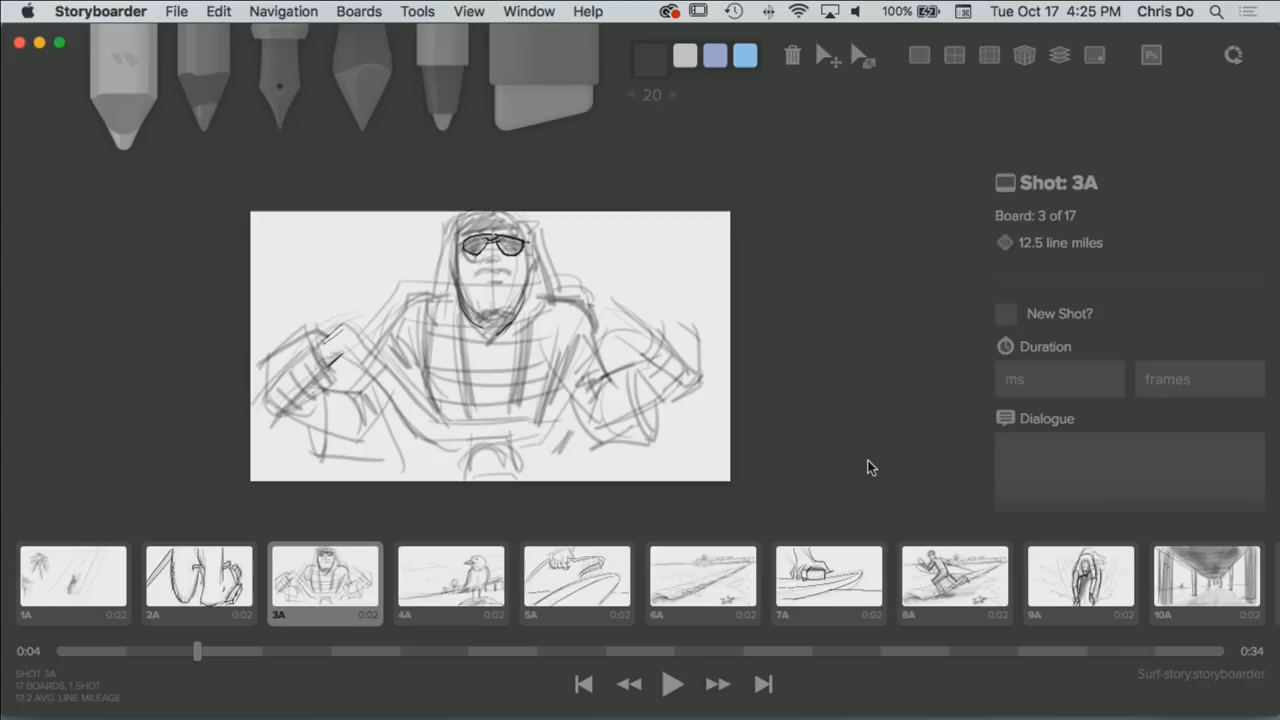 Storyboarder File Edit Navigation Boards Tools View Window Help 100% Tue Oct 17 4:25 PM Chris Do
20
Ps
Shot: 3A
Board: 3 of 17
12.5 line miles
New Shot?
Duration
ms frames
Dialogue
1A 0:02 2A 0:02 3A 0:02 4A 0:02 5A 0:02 6A 0:02 7A 0:02 8A 0:02 9A 0:02 10A 0:02
0:04 0:34
SHOT 3A
17 BOARDS, 1 SHOT
13.2 AVG. LINE MILEAGE
Surf-story.storyboarder